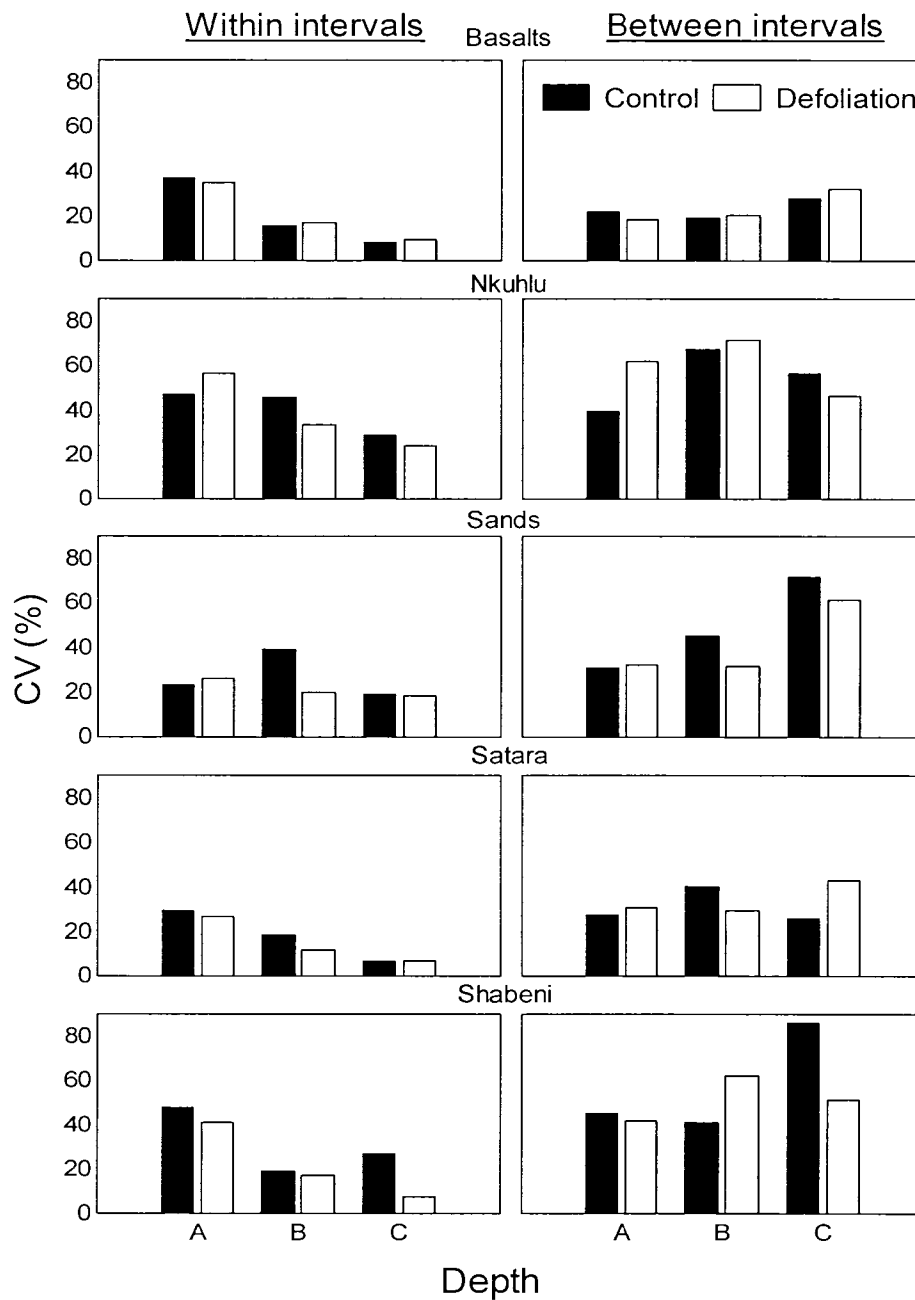 Within intervals
Between intervals
Basalts
Control
Defoliation
80
60
40
20
0
Nkuhlu
80
60
40
20
0
Sands
80
60
40
20
0
Satara
80
60
40
20
0
Shabeni
80
60
40
20
0
CV (%)
A B C
A B C
Depth